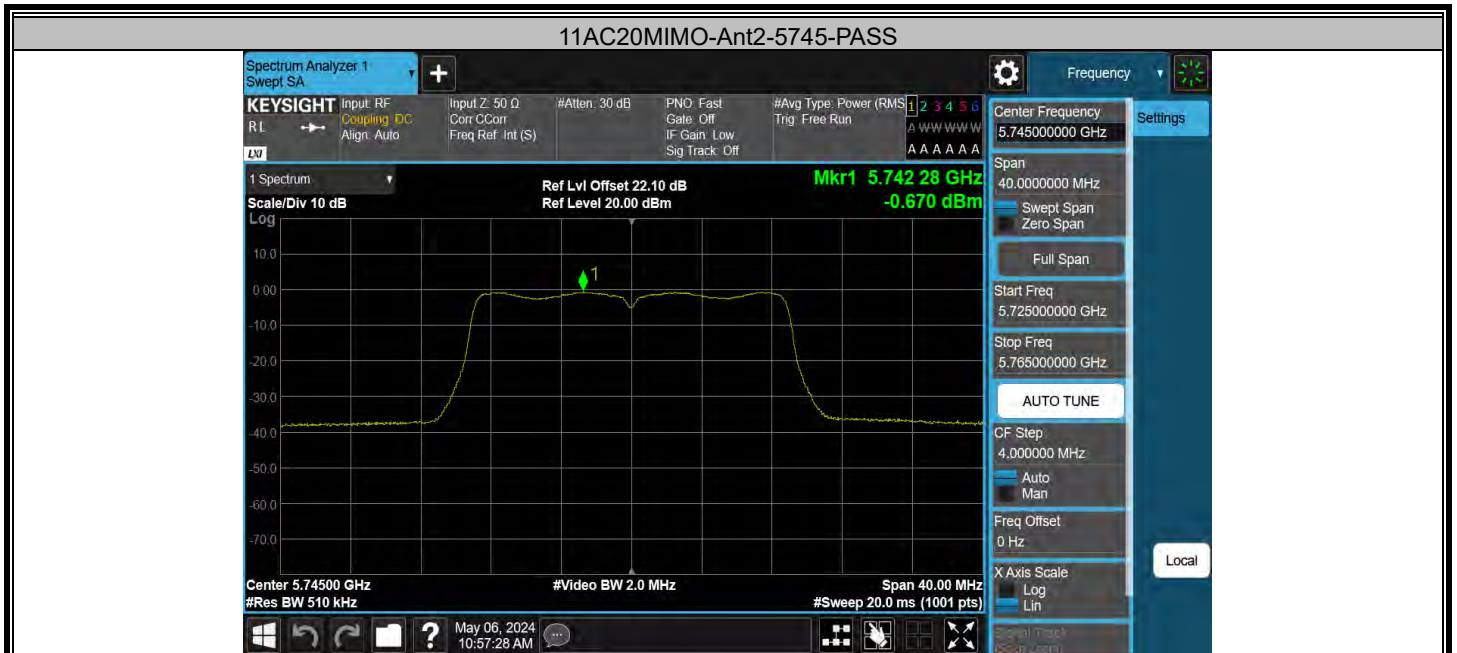 11AC20MIMO-Ant2-5745-PASS
Spectrum Analyzer 1
Swept SA
+
Frequency
KEYSIGHT
RL
LXI
Input: RF
Coupling: DC
Align: Auto
Input Z: 50 Ω
Corr CCorr
Freq Ref: Int (S)
#Atten: 30 dB
PNO: Fast
Gate: Off
IF Gain: Low
Sig Track: Off
#Avg Type: Power (RMS
Trig: Free Run
1 2 3 4 5 6
A W W W W W
A A A A A A
1 Spectrum
Scale/Div 10 dB
Log
Ref Lvl Offset 22.10 dB
Ref Level 20.00 dBm
Mkr1 5.742 28 GHz
-0.670 dBm
1
10.0
0.00
-10.0
-20.0
-30.0
-40.0
-50.0
-60.0
-70.0
Center 5.74500 GHz
#Video BW 2.0 MHz
Span 40.00 MHz
#Res BW 510 kHz
#Sweep 20.0 ms (1001 pts)
?
May 06, 2024
10:57:28 AM
Center Frequency
5.745000000 GHz
Settings
Span
40.0000000 MHz
Swept Span
Zero Span
Full Span
Start Freq
5.725000000 GHz
Stop Freq
5.765000000 GHz
AUTO TUNE
CF Step
4.000000 MHz
Auto
Man
Freq Offset
0 Hz
X Axis Scale
Log
Lin
Signal Track
(Span Zoom)
Local